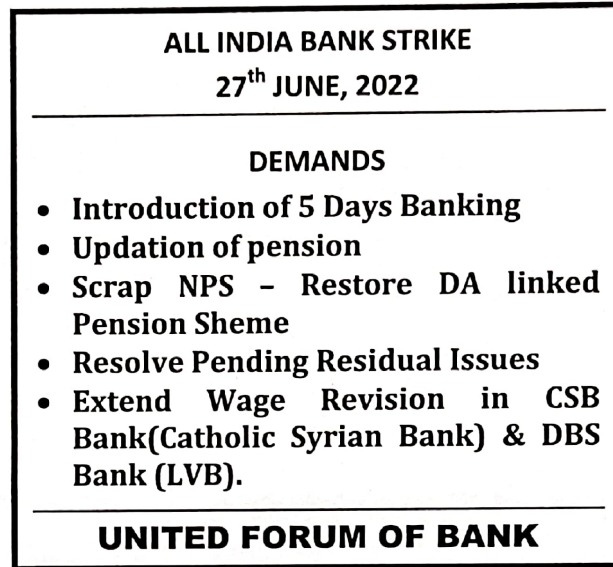 ALL INDIA BANK STRIKE
27th JUNE, 2022
DEMANDS
• Introduction of 5 Days Banking
• Updation of pension
• Scrap NPS – Restore DA linked
Pension Sheme
• Resolve Pending Residual Issues
• Extend Wage Revision in CSB
Bank(Catholic Syrian Bank) & DBS
Bank (LVB).
UNITED FORUM OF BANK